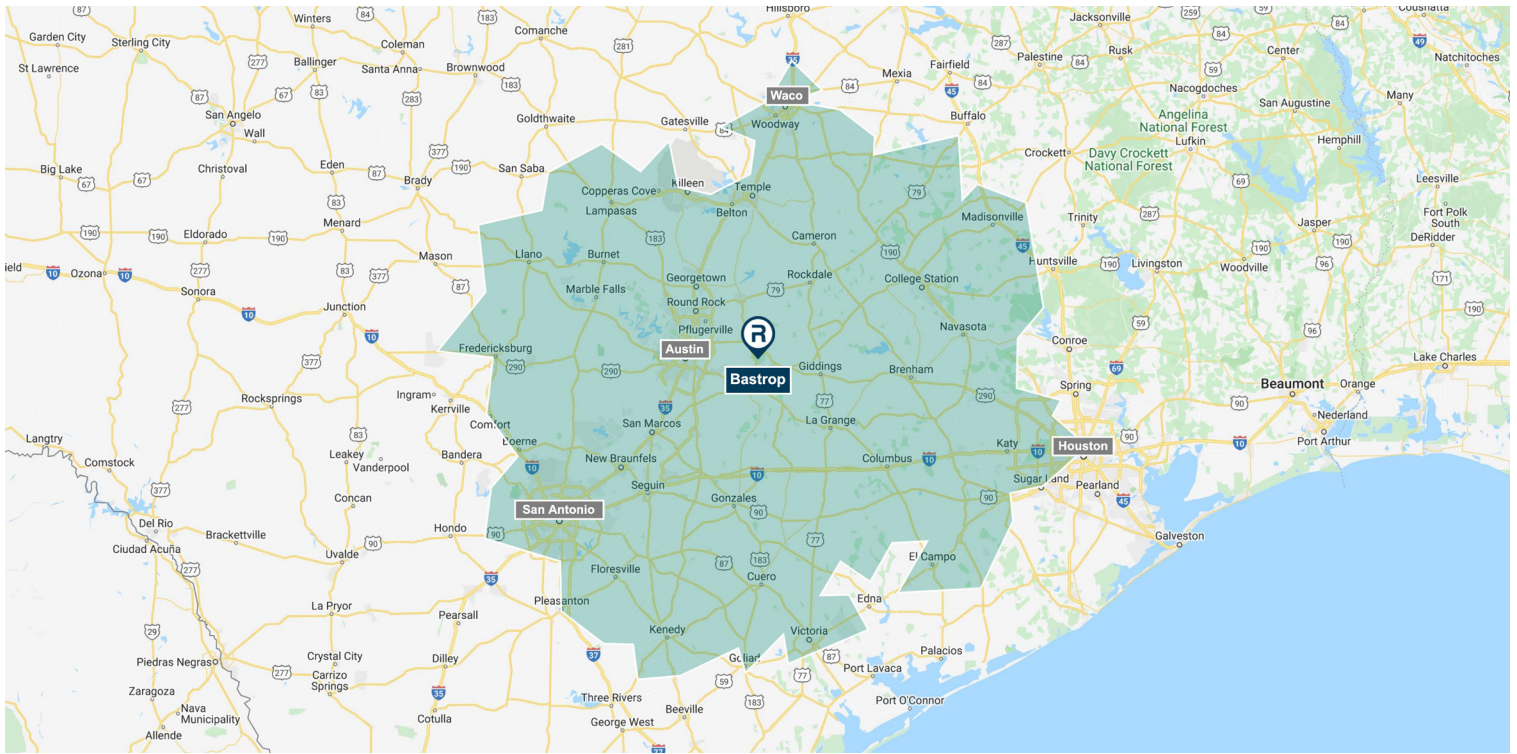 Winters
Coleman
Comanche
Hillsboro
Jacksonville
Garden City
Sterling City
Ballinger
Santa Anna
Brownwood
Fairfield
Palestine
Rusk
Center
Natchitoches
St Lawrence
Mexia
Waco
Nacogdoches
San Augustine
Many
San Angelo
Wall
Goldthwaite
Gatesville
Woodway
Buffalo
Angelina
National Forest
Lufkin
Hemphill
Crockett
Davy Crockett
National Forest
Big Lake
Christoval
Eden
Brady
San Saba
Copperas Cove
Killeen
Temple
Leesville
Lampasas
Belton
Madisonville
Trinity
Jasper
Fort Polk
South
DeRidder
Menard
Eldorado
Mason
Llano
Burnet
Cameron
Huntsville
Livingston
Woodville
Ozona
Sonora
Junction
Marble Falls
Georgetown
Rockdale
College Station
Round Rock
Pflugerville
R
Navasota
Conroe
Fredericksburg
Austin
Bastrop
Giddings
Brenham
Spring
Lake Charles
Beaumont
Orange
Rocksprings
Ingram
Kerrville
Comfort
San Marcos
La Grange
Nederland
Port Arthur
Langtry
Comstock
Leakey
Vanderpool
Bandera
Boerne
New Braunfels
Columbus
Katy
Houston
Concan
Seguin
Gonzales
Sugar Land
Pearland
San Antonio
Del Rio
Ciudad Acuña
Brackettville
Uvalde
Hondo
Galveston
Floresville
Cuero
El Campo
La Pryor
Pearsall
Pleasanton
Edna
Kenedy
Victoria
Palacios
Piedras Negras
Crystal City
Carrizo
Springs
Dilley
Goliad
Port Lavaca
Zaragoza
Nava
Municipality
Allende
Cotulla
Three Rivers
George West
Beeville
Port O'Connor